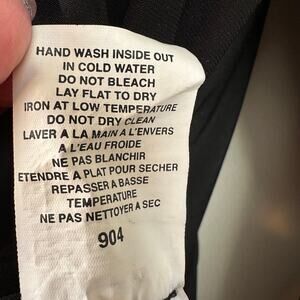 HAND WASH INSIDE OUT
IN COLD WATER
DO NOT BLEACH
LAY FLAT TO DRY
IRON AT LOW TEMPERATURE
DO NOT DRY CLEAN
LAVER A LA MAIN A L'ENVERS
A L'EAU FROIDE
NE PAS BLANCHIR
ETENDRE A PLAT POUR SECHER
REPASSER A BASSE
TEMPERATURE
NE PAS NETTOYER A SEC
904